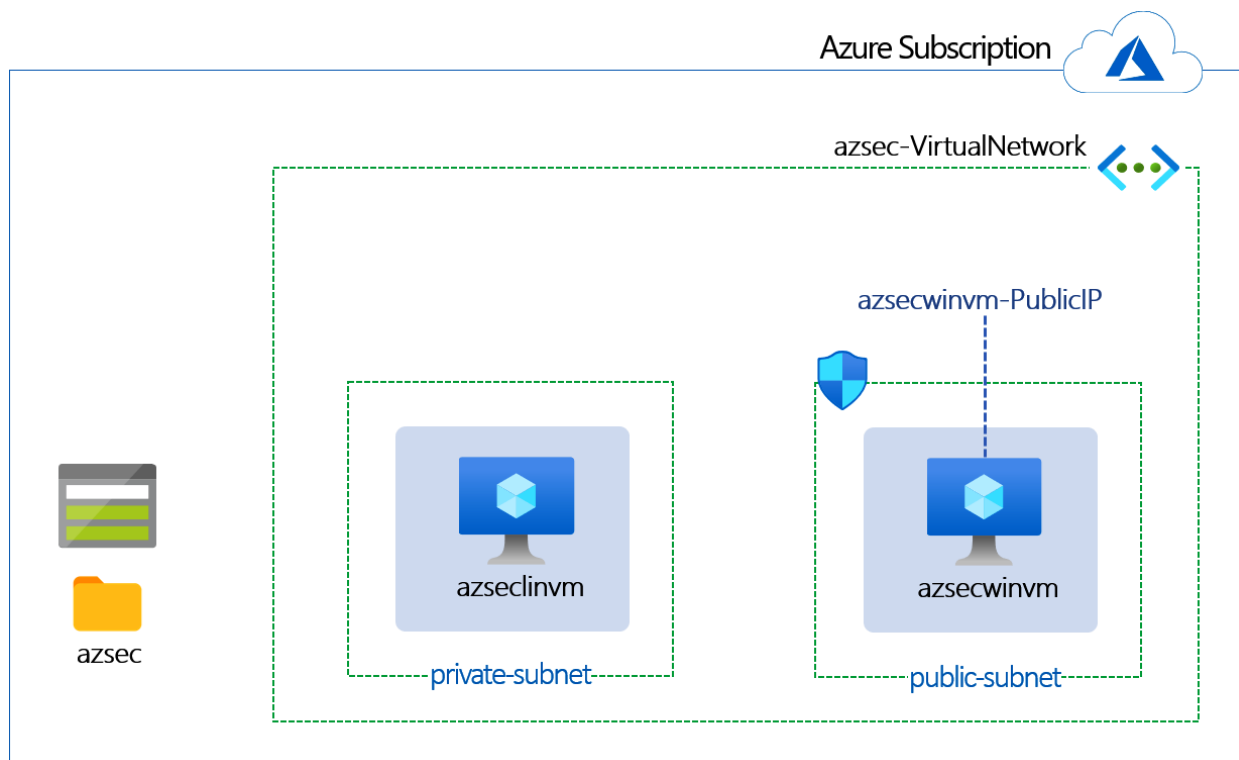 Azure Subscription
azsec-VirtualNetwork
azsecwinvm-PublicIP
azseclinvm
azsecwinvm
azsec
private-subnet
public-subnet